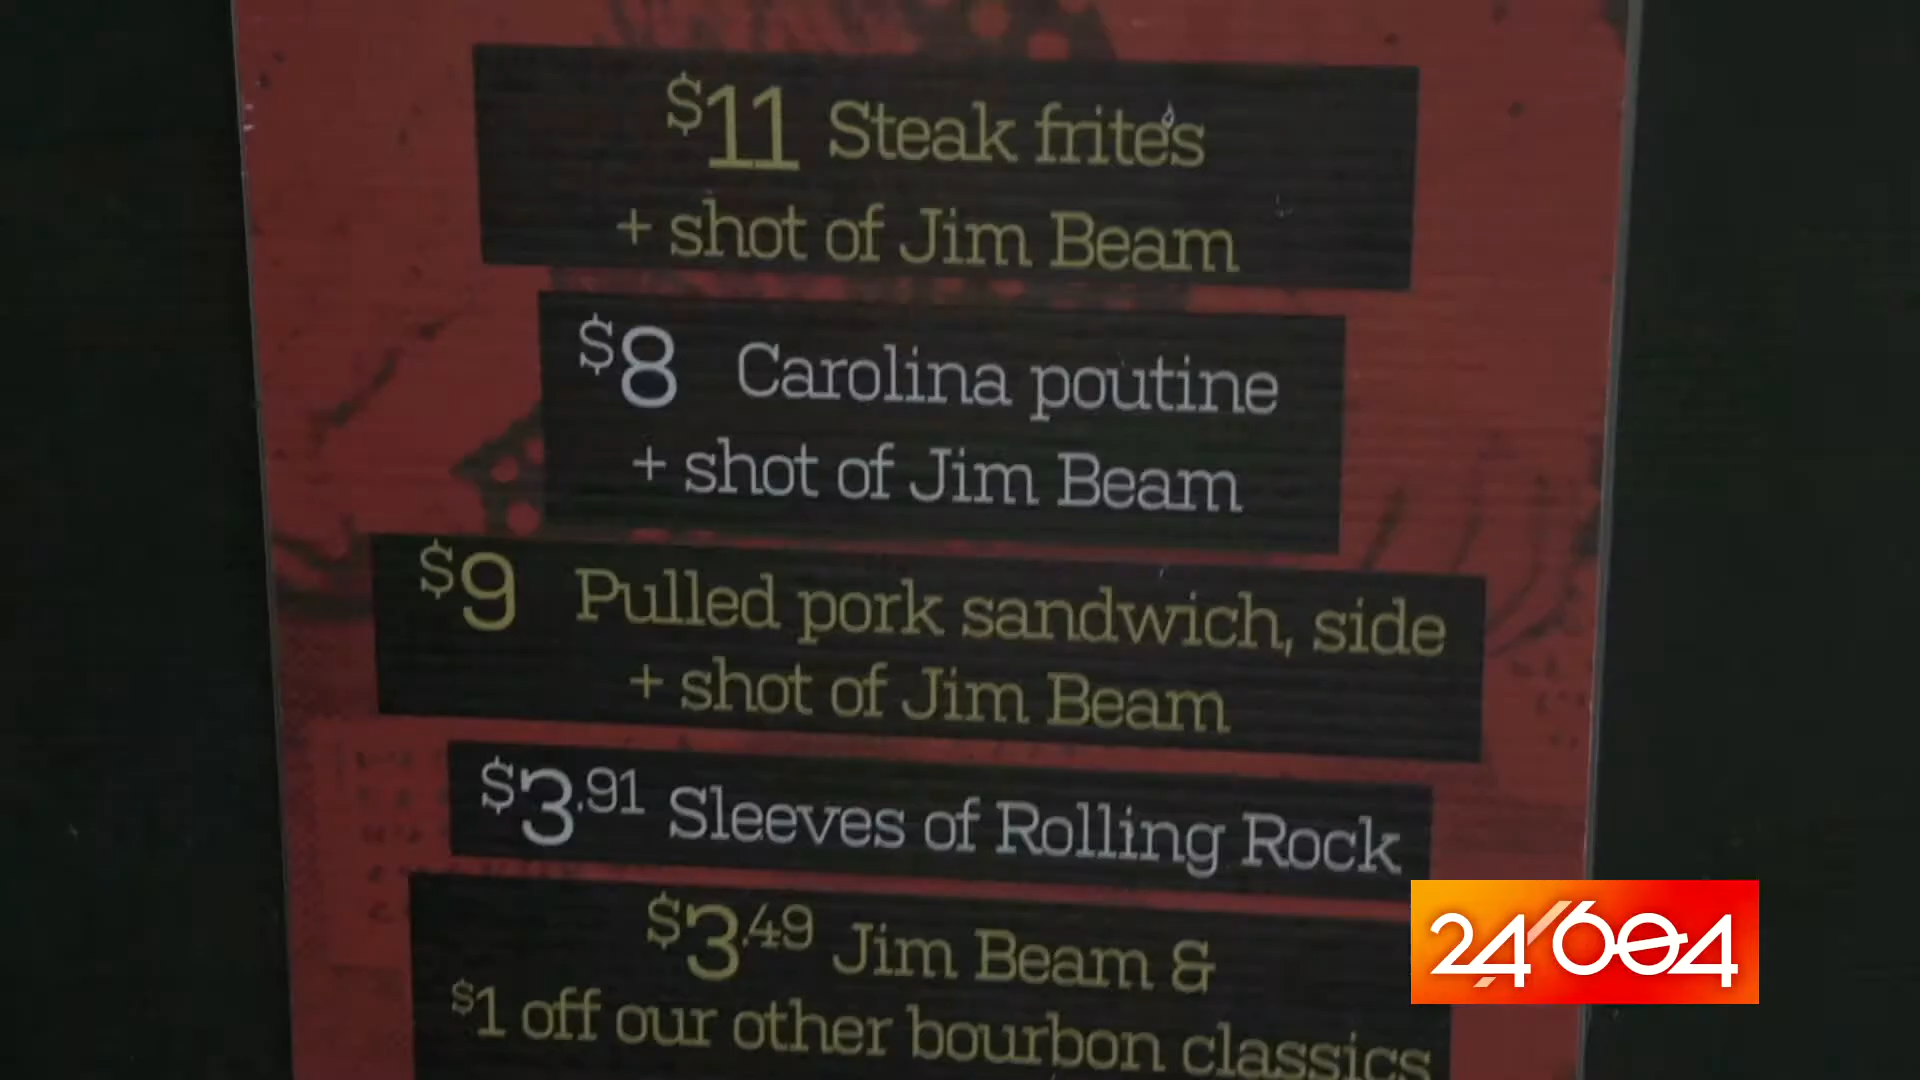 $11 Steak frites
+ shot of Jim Beam
$8 Carolina poutine
+ shot of Jim Beam
$9 Pulled pork sandwich, side
+ shot of Jim Beam
$3.91 Sleeves of Rolling Rock
$3.49 Jim Beam &
$1 off our other bourbon classics
24/604